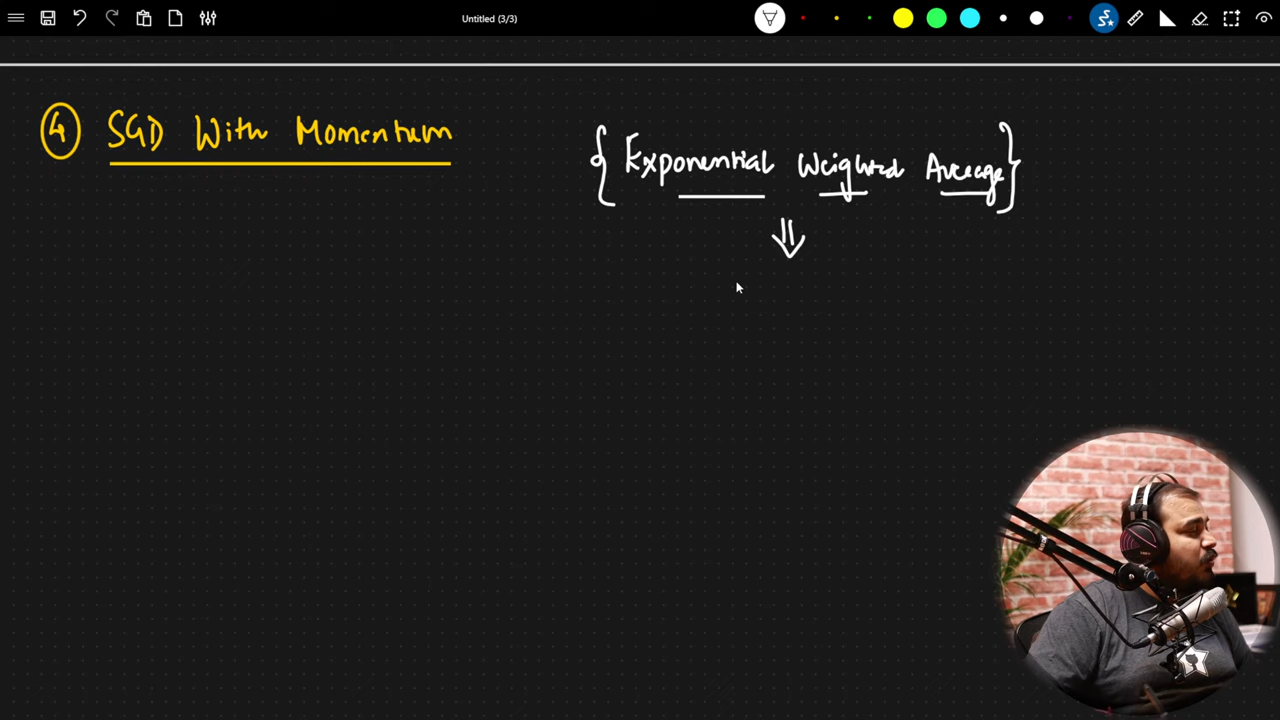 Untitled (3/3)
4 SGD With Momentum
{Exponential Weighted Average}
⇓